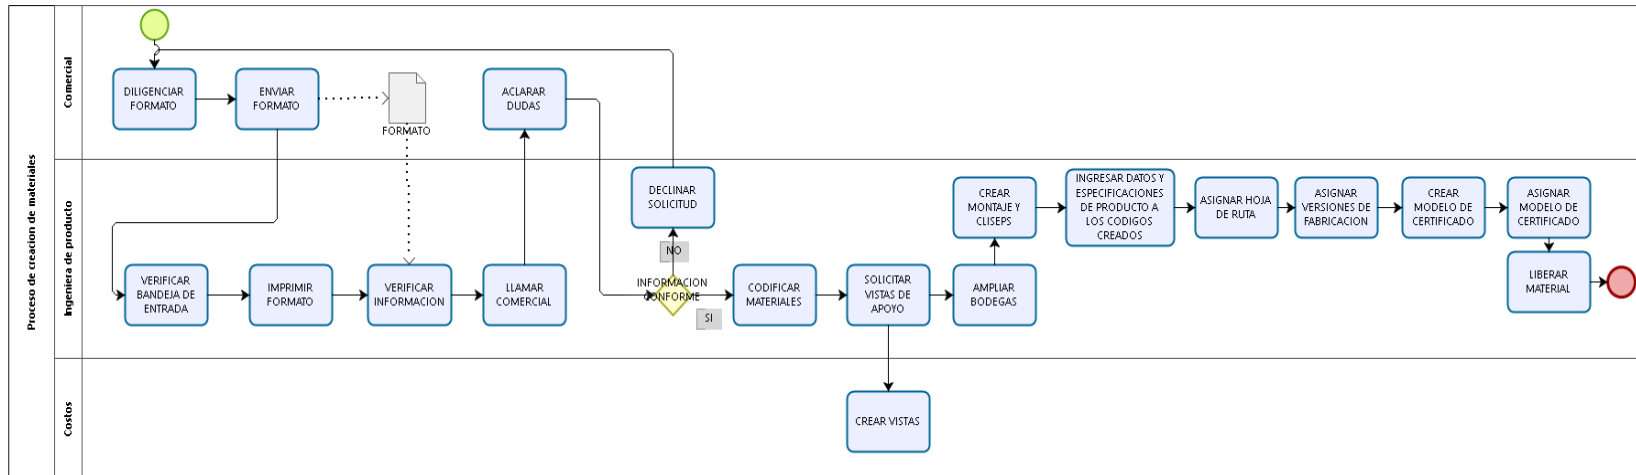 Proceso de creacion de materiales
Comercial
DILIGENCIAR
FORMATO
ENVIAR
FORMATO
FORMATO
ACLARAR
DUDAS
Ingeniera de producto
VERIFICAR
BANDEJA DE
ENTRADA
IMPRIMIR
FORMATO
VERIFICAR
INFORMACION
LLAMAR
COMERCIAL
DECLINAR
SOLICITUD
NO
INFORMACION
CONFORME
SI
CODIFICAR
MATERIALES
SOLICITAR
VISTAS DE
APOYO
AMPLIAR
BODEGAS
CREAR
MONTAJE Y
CLISEPS
INGRESAR DATOS Y
ESPECIFICACIONES
DE PRODUCTO A
LOS CODIGOS
CREADOS
ASIGNAR HOJA
DE RUTA
ASIGNAR
VERSIONES DE
FABRICACION
CREAR
MODELO DE
CERTIFICADO
ASIGNAR
MODELO DE
CERTIFICADO
LIBERAR
MATERIAL
Costos
CREAR VISTAS